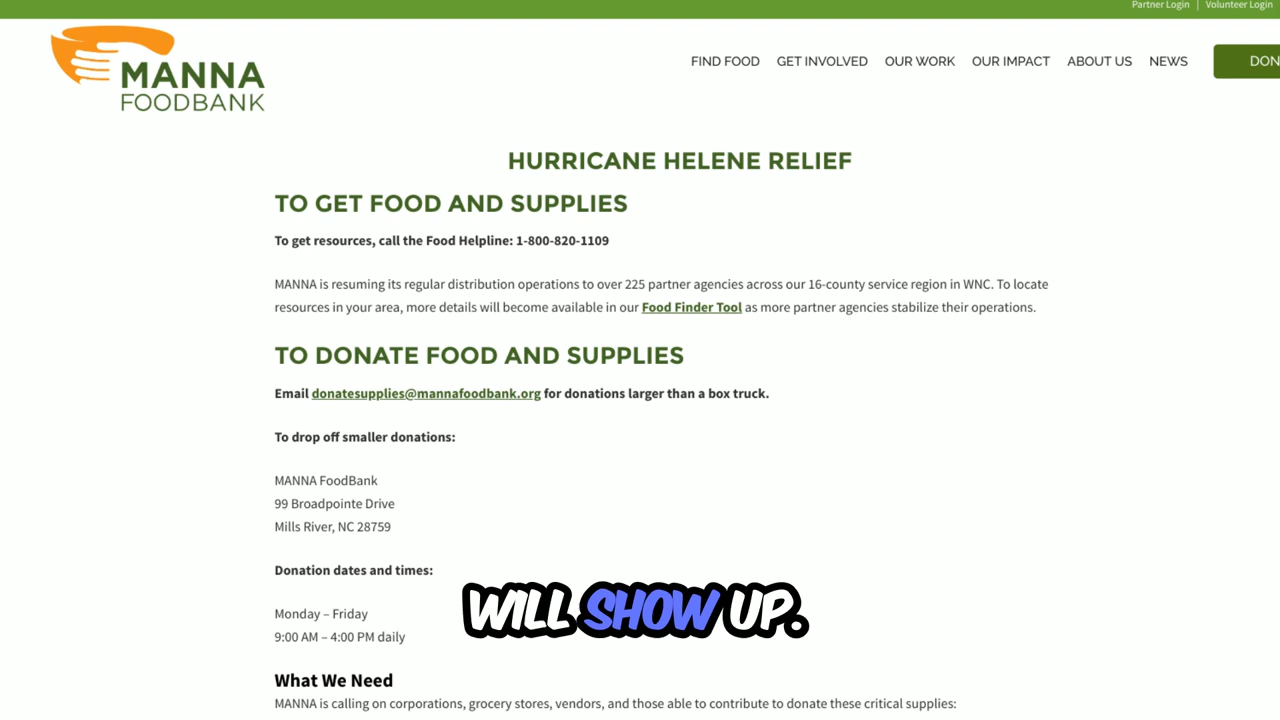 Partner Login | Volunteer Login
MANNA
FOODBANK
FIND FOOD GET INVOLVED OUR WORK OUR IMPACT ABOUT US NEWS DON
HURRICANE HELENE RELIEF
TO GET FOOD AND SUPPLIES
To get resources, call the Food Helpline: 1-800-820-1109
MANNA is resuming its regular distribution operations to over 225 partner agencies across our 16-county service region in WNC. To locate
resources in your area, more details will become available in our Food Finder Tool as more partner agencies stabilize their operations.
TO DONATE FOOD AND SUPPLIES
Email donatesupplies@mannafoodbank.org for donations larger than a box truck.
To drop off smaller donations:
MANNA FoodBank
99 Broadpointe Drive
Mills River, NC 28759
Donation dates and times:
Monday – Friday
9:00 AM – 4:00 PM daily
WILL SHOW UP.
What We Need
MANNA is calling on corporations, grocery stores, vendors, and those able to contribute to donate these critical supplies: